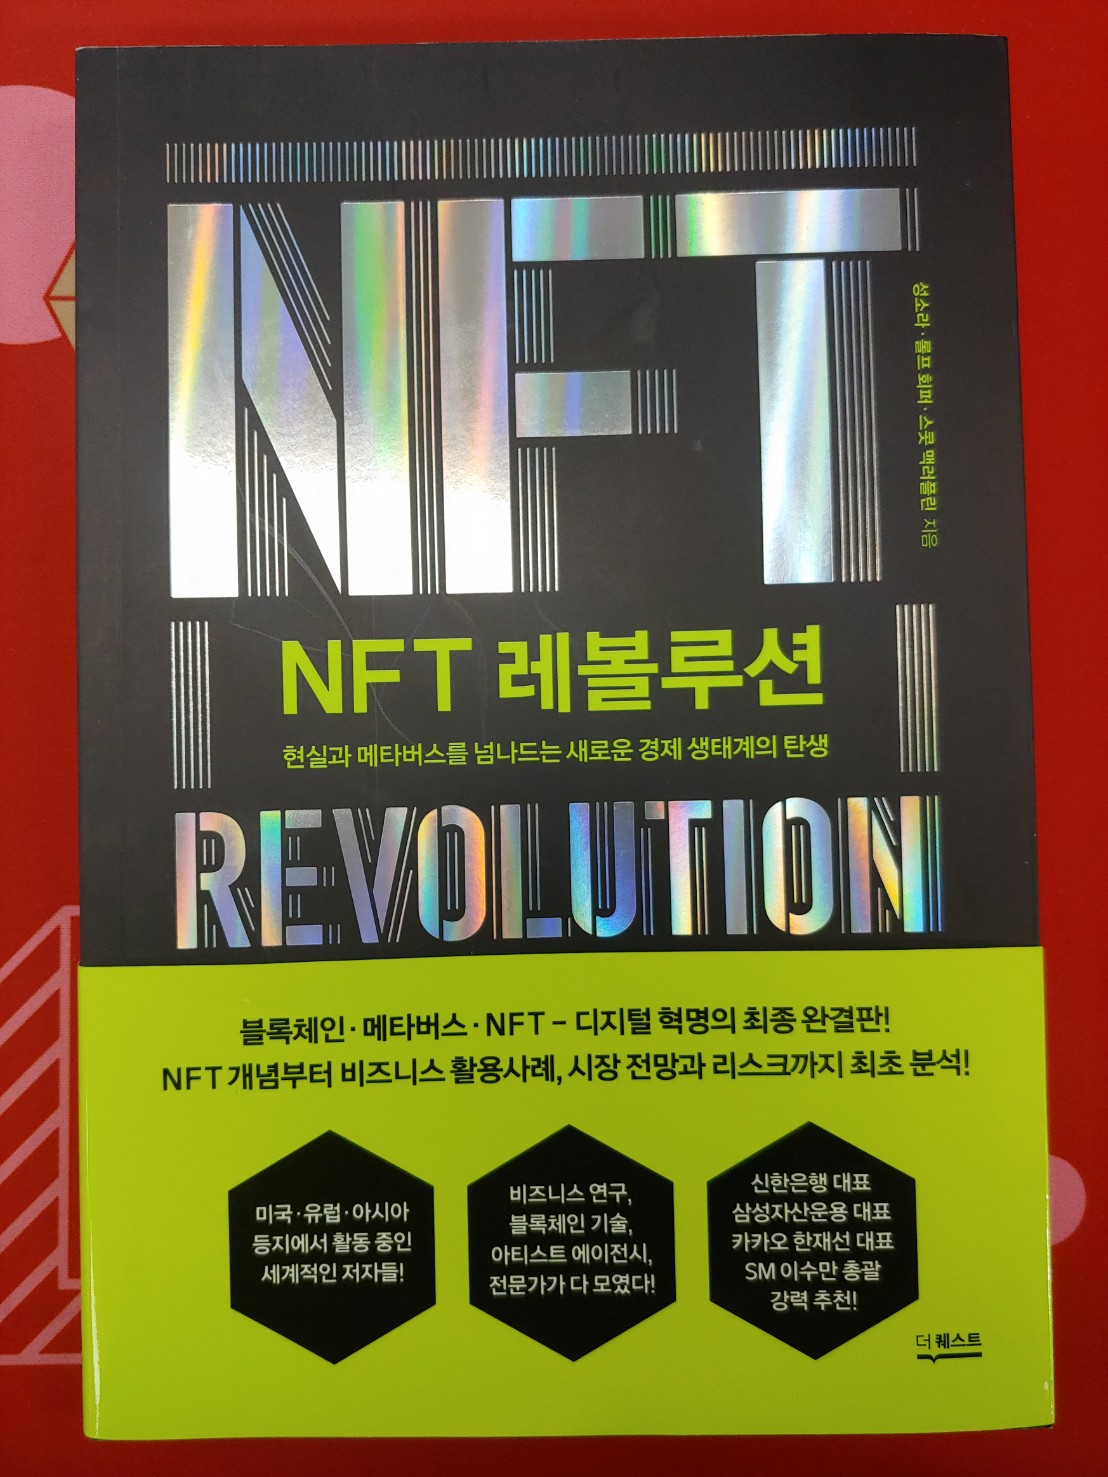 NFT
성소라·롤프 회퍼·스콧 맥러플린 지음
NFT 레볼루션
현실과 메타버스를 넘나드는 새로운 경제 생태계의 탄생
REVOLUTION
블록체인·메타버스·NFT – 디지털 혁명의 최종 완결판!
NFT 개념부터 비즈니스 활용사례, 시장 전망과 리스크까지 최초 분석!
미국·유럽·아시아
등지에서 활동 중인
세계적인 저자들!
비즈니스 연구,
블록체인 기술,
아티스트 에이전시,
전문가가 다 모였다!
신한은행 대표
삼성자산운용 대표
카카오 한재선 대표
SM 이수만 총괄
강력 추천!
더 퀘스트